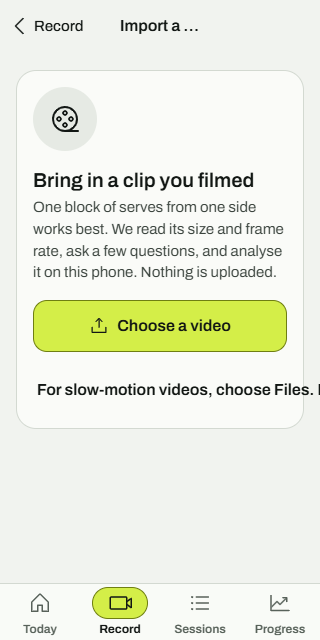 Record
Import a ...
Bring in a clip you filmed
One block of serves from one side
works best. We read its size and frame
rate, ask a few questions, and analyse
it on this phone. Nothing is uploaded.
Choose a video
For slow-motion videos, choose Files.
Today
Record
Sessions
Progress